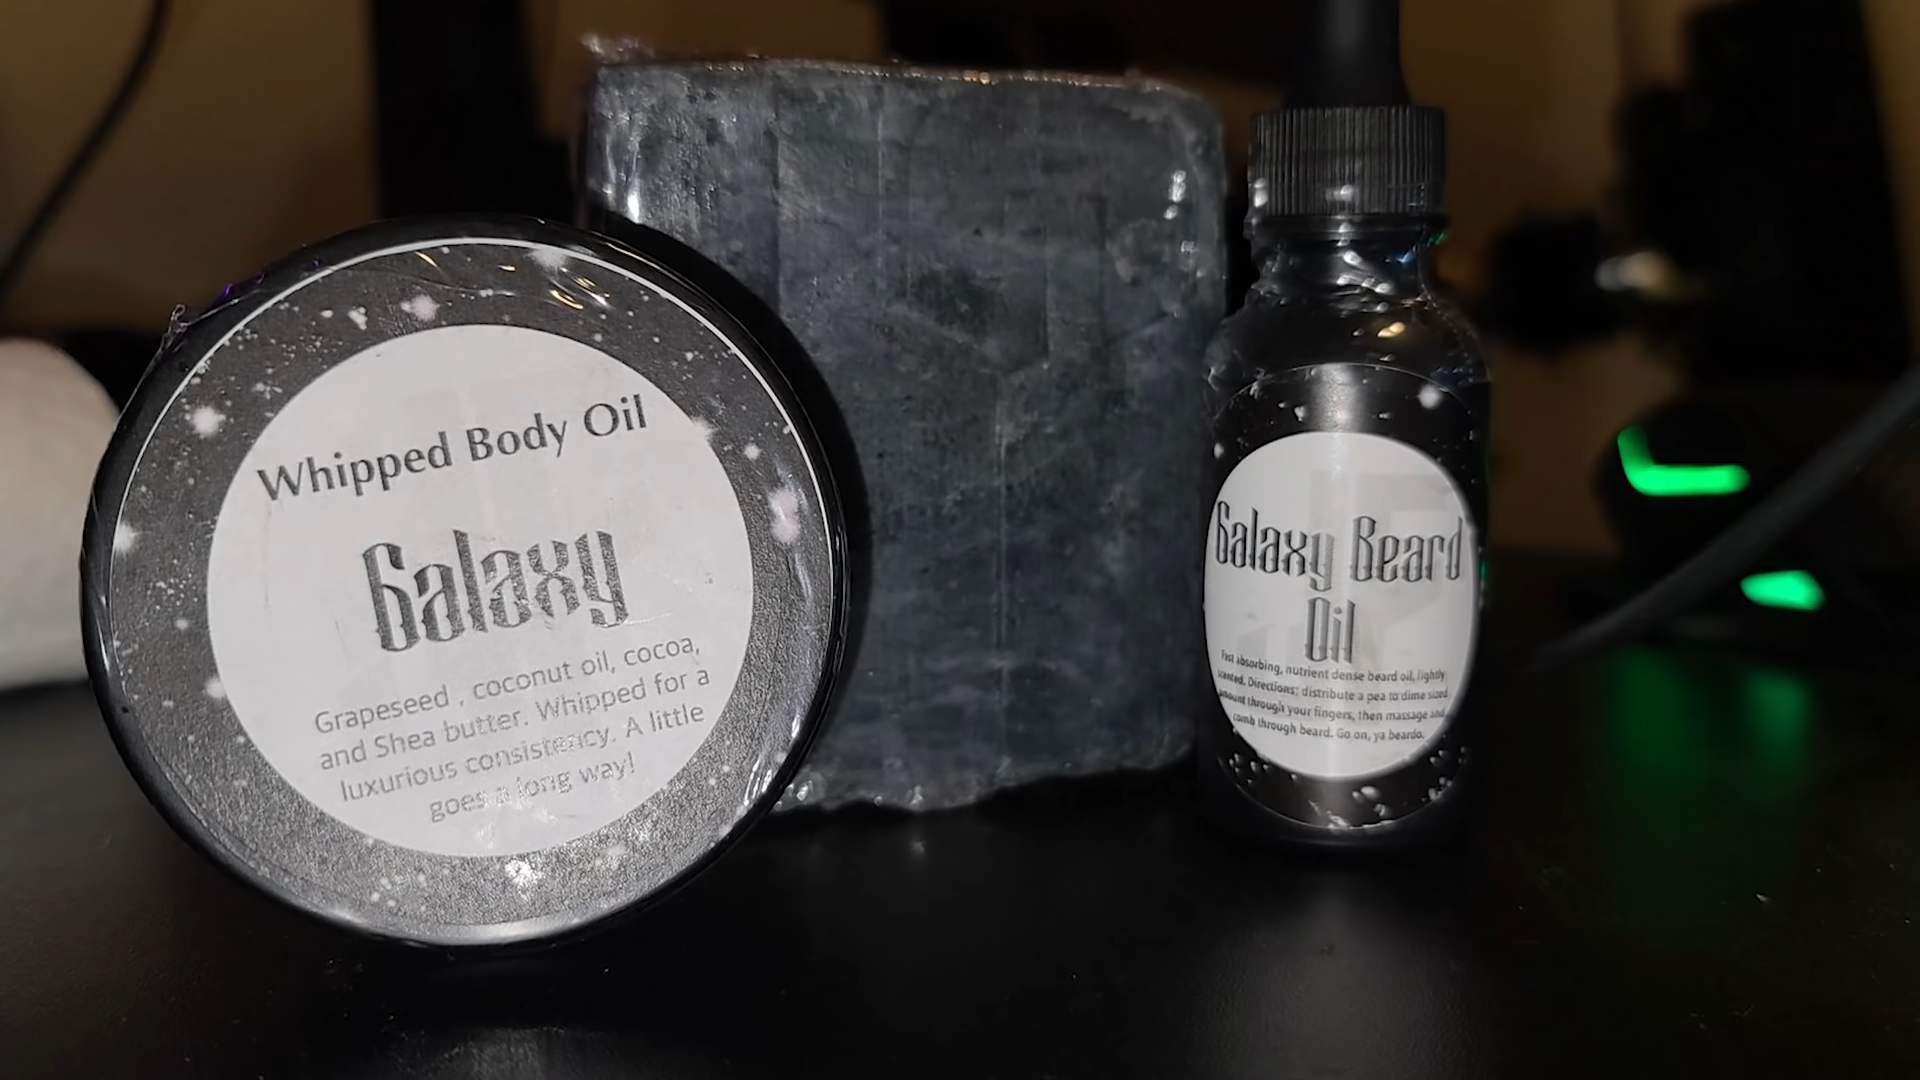 Whipped Body Oil
Galaxy
Grapeseed , coconut oil, cocoa,
and Shea butter. Whipped for a
luxurious consistency. A little
goes a long way!
Galaxy Beard
Oil
Fast absorbing, nutrient dense beard oil, lightly
scented. Directions; distribute a pea to dime sized
amount through your fingers, then massage and
comb through beard. Go on, ya beardo.